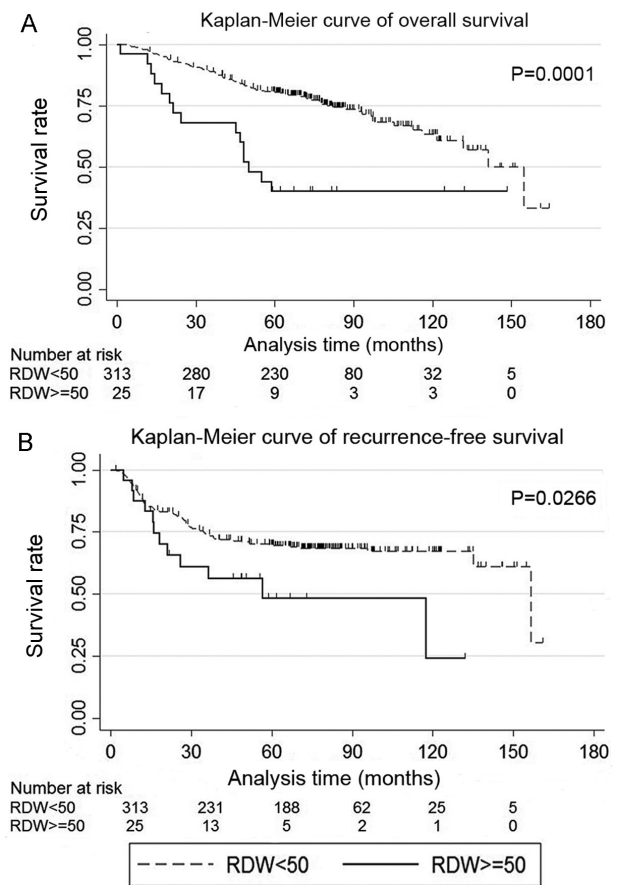 A
Kaplan-Meier curve of overall survival
P=0.0001
Survival rate
1.00
0.75
0.50
0.25
0.00
0 30 60 90 120 150 180
Analysis time (months)
Number at risk
RDW<50 313 280 230 80 32 5
RDW>=50 25 17 9 3 3 0
B
Kaplan-Meier curve of recurrence-free survival
P=0.0266
Survival rate
1.00
0.75
0.50
0.25
0.00
0 30 60 90 120 150 180
Analysis time (months)
Number at risk
RDW<50 313 231 188 62 25 5
RDW>=50 25 13 5 2 1 0
RDW<50 RDW>=50